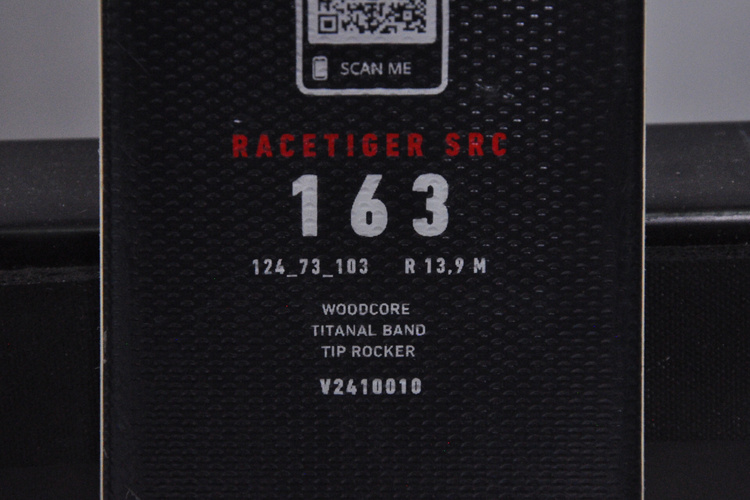 SCAN ME
RACETIGER SRC
163
124_73_103 R 13,9 M
WOODCORE
TITANAL BAND
TIP ROCKER
V2410010